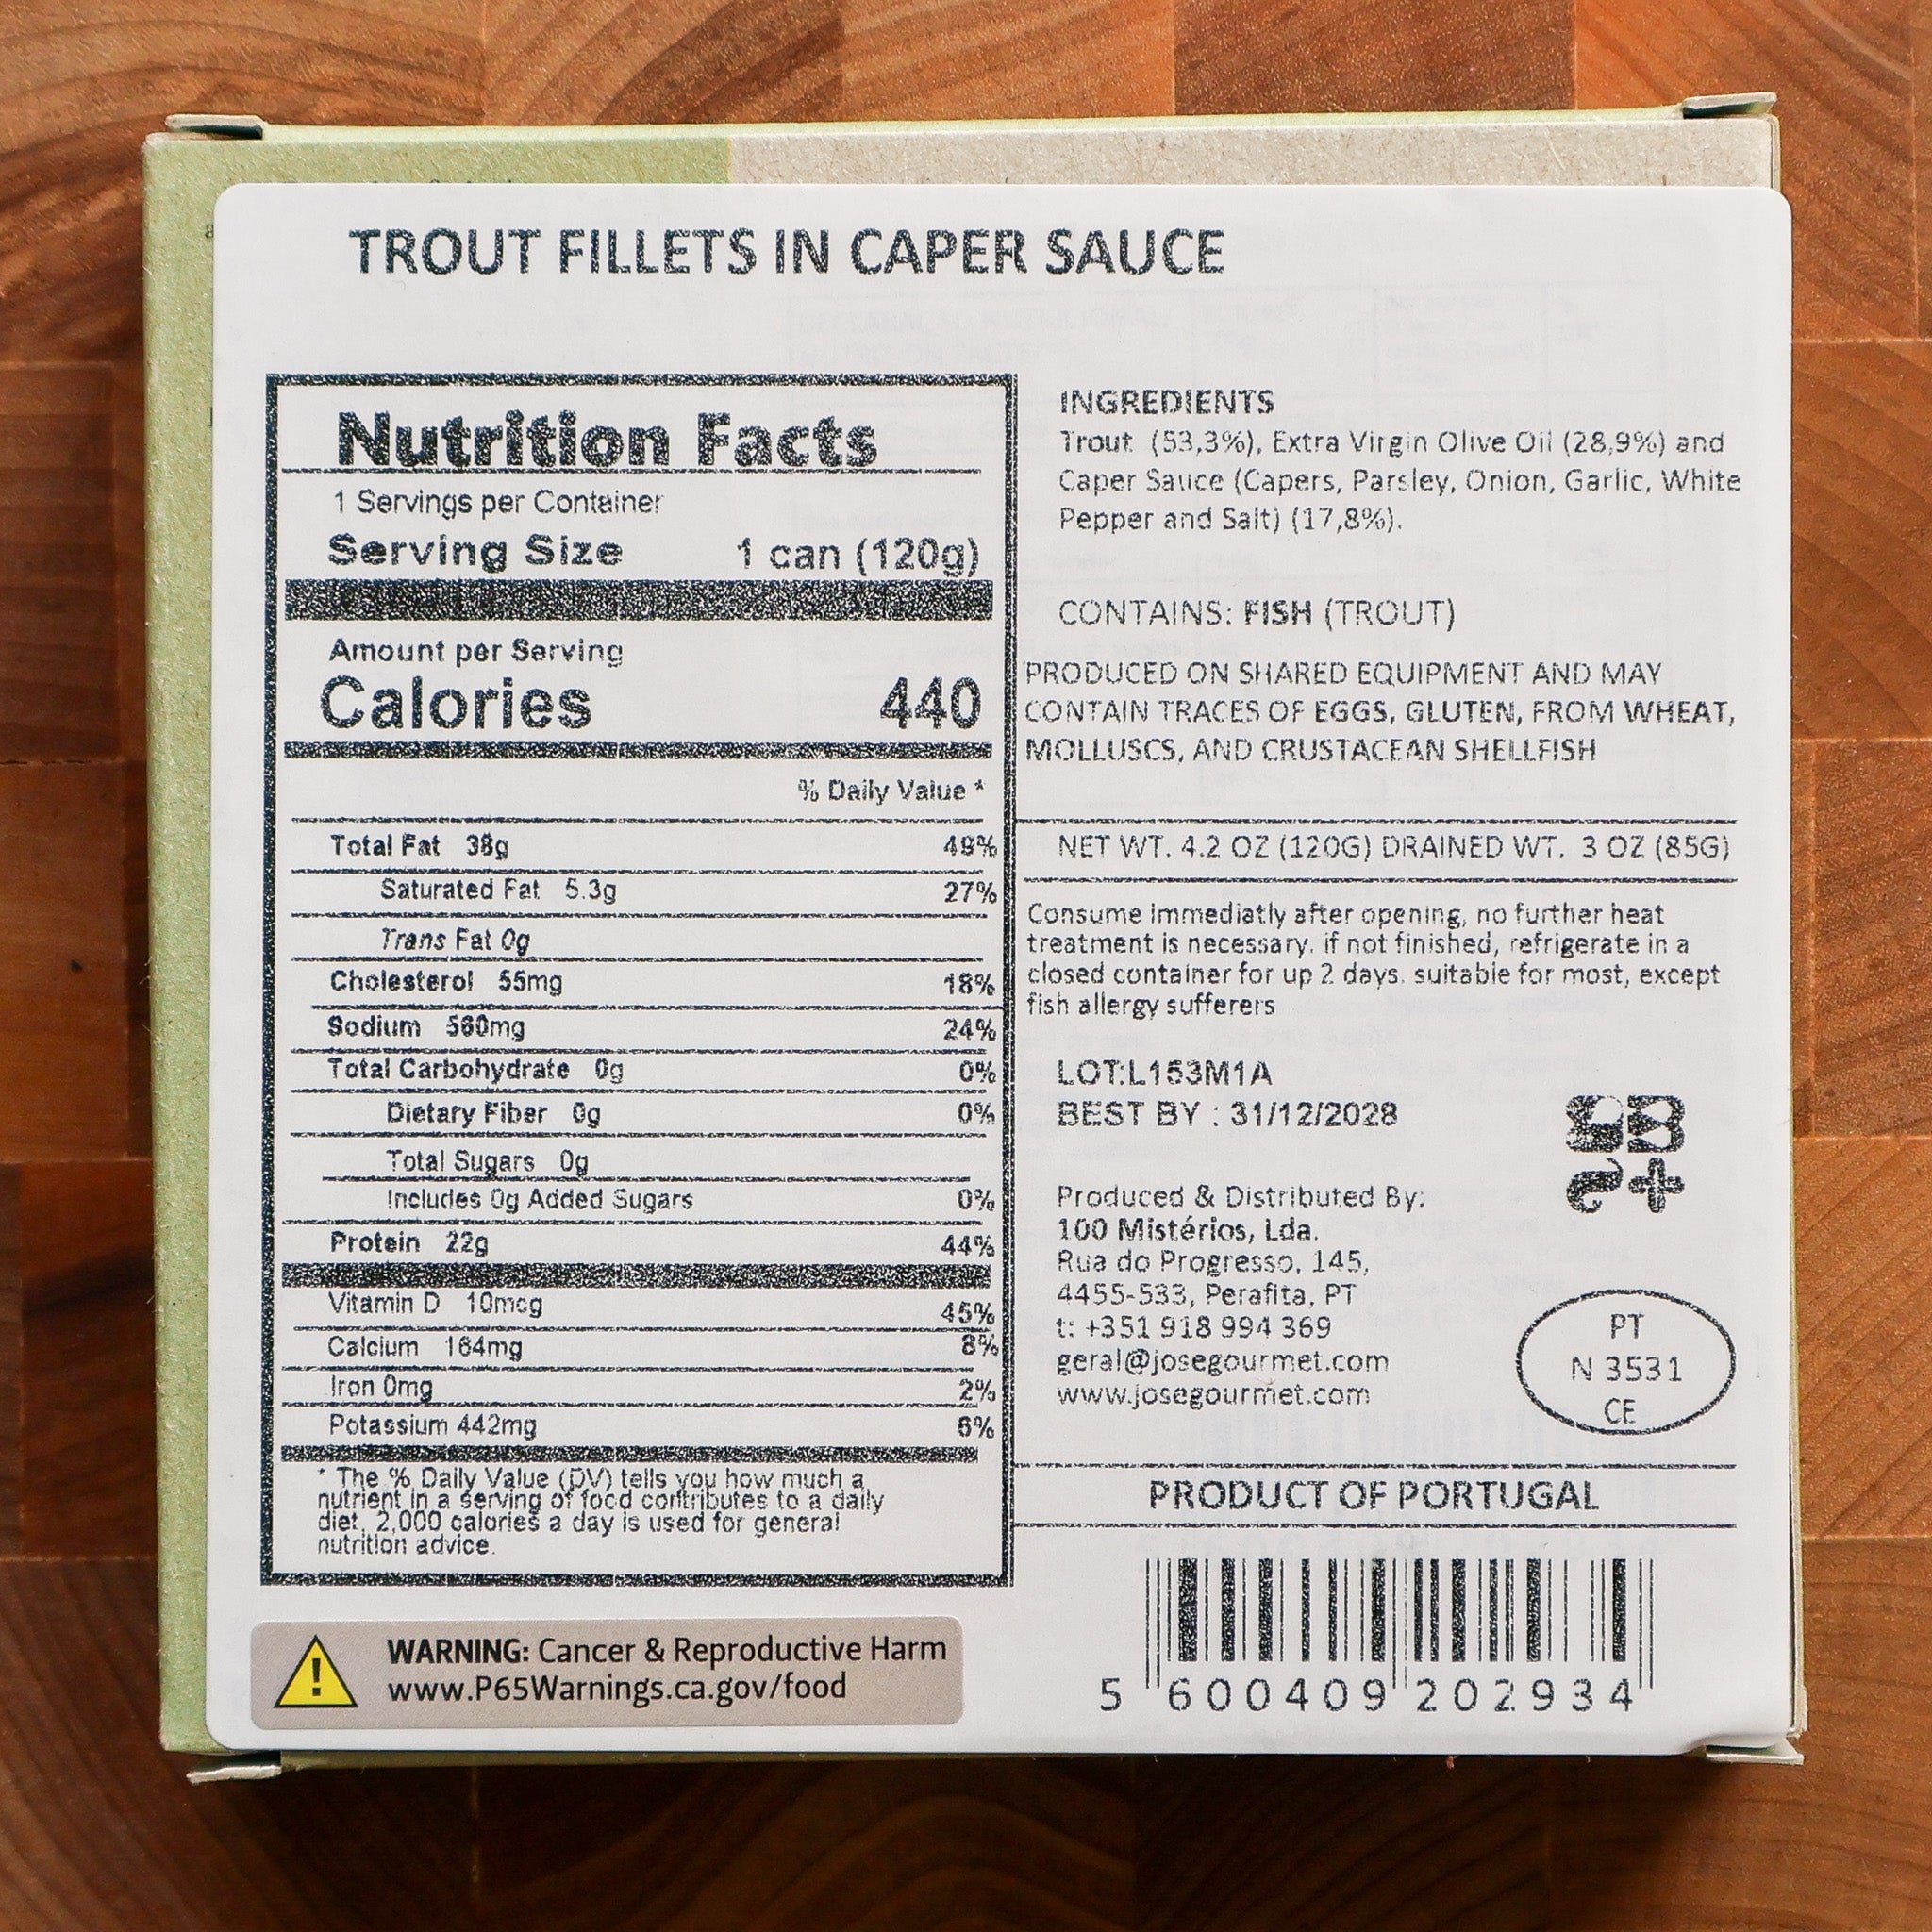 TROUT FILLETS IN CAPER SAUCE
Nutrition Facts
1 Servings per Container
Serving Size 1 can (120g)
Amount per Serving
Calories 440
% Daily Value *
Total Fat 38g 49%
Saturated Fat 5.3g 27%
Trans Fat 0g
Cholesterol 55mg 18%
Sodium 560mg 24%
Total Carbohydrate 0g 0%
Dietary Fiber 0g 0%
Total Sugars 0g
Includes 0g Added Sugars 0%
Protein 22g 44%
Vitamin D 10mcg 45%
Calcium 164mg 8%
Iron 0mg 2%
Potassium 442mg 6%
* The % Daily Value (DV) tells you how much a
nutrient in a serving of food contributes to a daily
diet. 2,000 calories a day is used for general
nutrition advice.
WARNING: Cancer & Reproductive Harm
www.P65Warnings.ca.gov/food
INGREDIENTS
Trout (53,3%), Extra Virgin Olive Oil (28,9%) and
Caper Sauce (Capers, Parsley, Onion, Garlic, White
Pepper and Salt) (17,8%).
CONTAINS: FISH (TROUT)
PRODUCED ON SHARED EQUIPMENT AND MAY
CONTAIN TRACES OF EGGS, GLUTEN, FROM WHEAT,
MOLLUSCS, AND CRUSTACEAN SHELLFISH
NET WT. 4.2 OZ (120G) DRAINED WT. 3 OZ (85G)
Consume immediatly after opening, no further heat
treatment is necessary. if not finished, refrigerate in a
closed container for up 2 days. suitable for most, except
fish allergy sufferers
LOT:L153M1A
BEST BY : 31/12/2028
Produced & Distributed By:
100 Mistérios, Lda.
Rua do Progresso, 145,
4455-533, Perafita, PT
t: +351 918 994 369
geral@josegourmet.com
www.josegourmet.com
PT
N 3531
CE
PRODUCT OF PORTUGAL
5 600409 202934